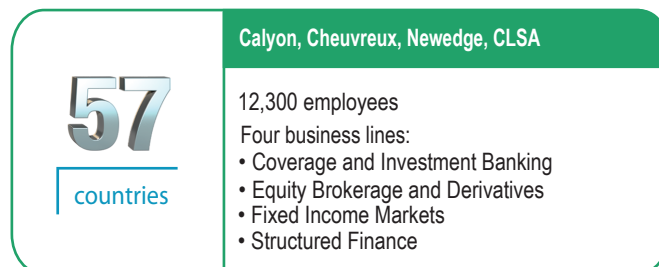 57
countries
Calyon, Cheuvreux, Newedge, CLSA
12,300 employees
Four business lines:
• Coverage and Investment Banking
• Equity Brokerage and Derivatives
• Fixed Income Markets
• Structured Finance